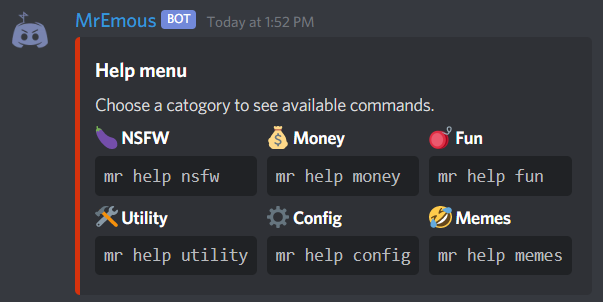 MrEmous BOT Today at 1:52 PM
Help menu
Choose a catogory to see available commands.
NSFW Money Fun
mr help nsfw mr help money mr help fun
Utility Config Memes
mr help utility mr help config mr help memes